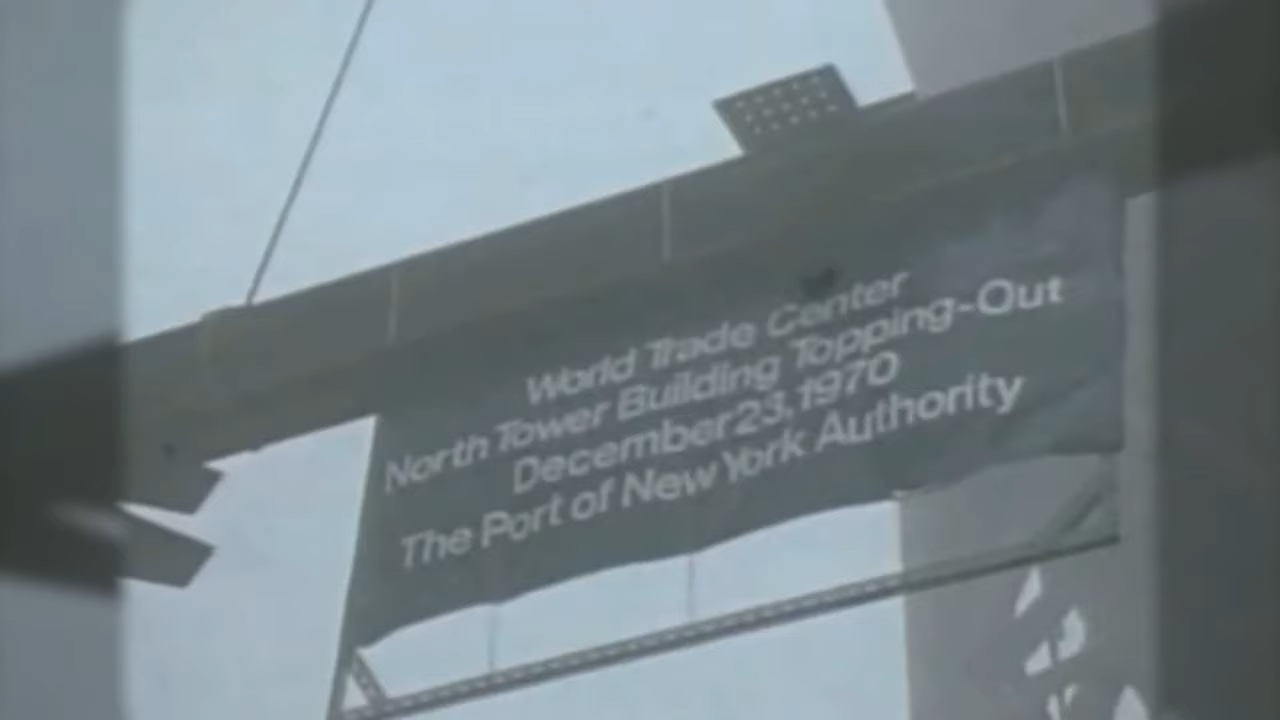 World Trade Center
North Tower Building Topping-Out
December 23, 1970
The Port of New York Authority